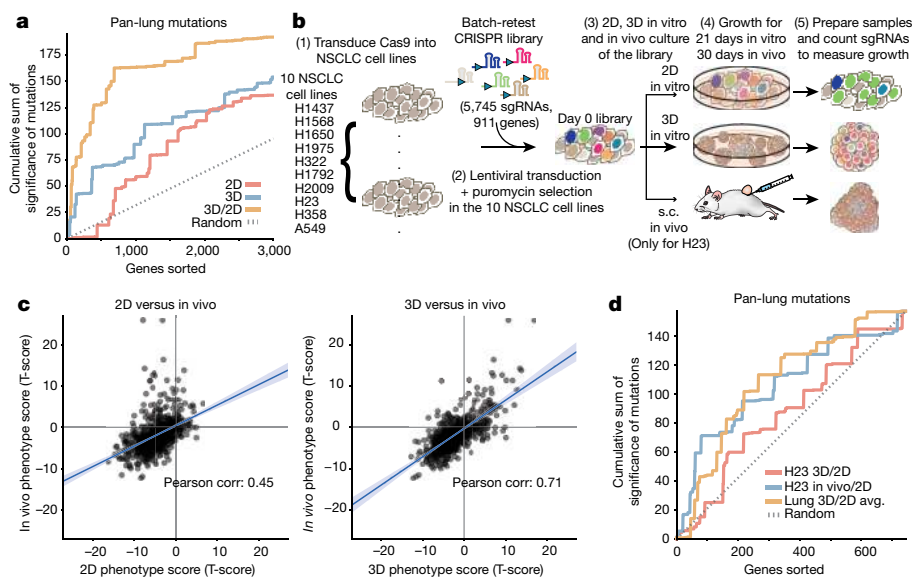 a
Pan-lung mutations
Cumulative sum of
significance of mutations
175
150
125
100
75
50
25
0
2D
3D
3D/2D
Random
0
1,000
2,000
3,000
Genes sorted
b
(1) Transduce Cas9 into
NSCLC cell lines
10 NSCLC
cell lines
H1437
H1568
H1650
H1975
H322
H1792
H2009
H23
H358
A549
Batch-retest
CRISPR library
(5,745 sgRNAs,
911 genes)
(2) Lentiviral transduction
+ puromycin selection
in the 10 NSCLC cell lines
Day 0 library
(3) 2D, 3D in vitro
and in vivo culture
of the library
2D
in vitro
3D
in vitro
s.c.
in vivo
(Only for H23)
(4) Growth for
21 days in vitro
30 days in vivo
(5) Prepare samples
and count sgRNAs
to measure growth
c
2D versus in vivo
In vivo phenotype score (T-score)
20
10
0
−10
−20
Pearson corr: 0.45
−20
−10
0
10
20
2D phenotype score (T-score)
3D versus in vivo
In vivo phenotype score (T-score)
20
10
0
−10
−20
Pearson corr: 0.71
−20
−10
0
10
20
3D phenotype score (T-score)
d
Pan-lung mutations
Cumulative sum of
significance of mutations
140
120
100
80
60
40
20
0
H23 3D/2D
H23 in vivo/2D
Lung 3D/2D avg.
Random
0
200
400
600
Genes sorted